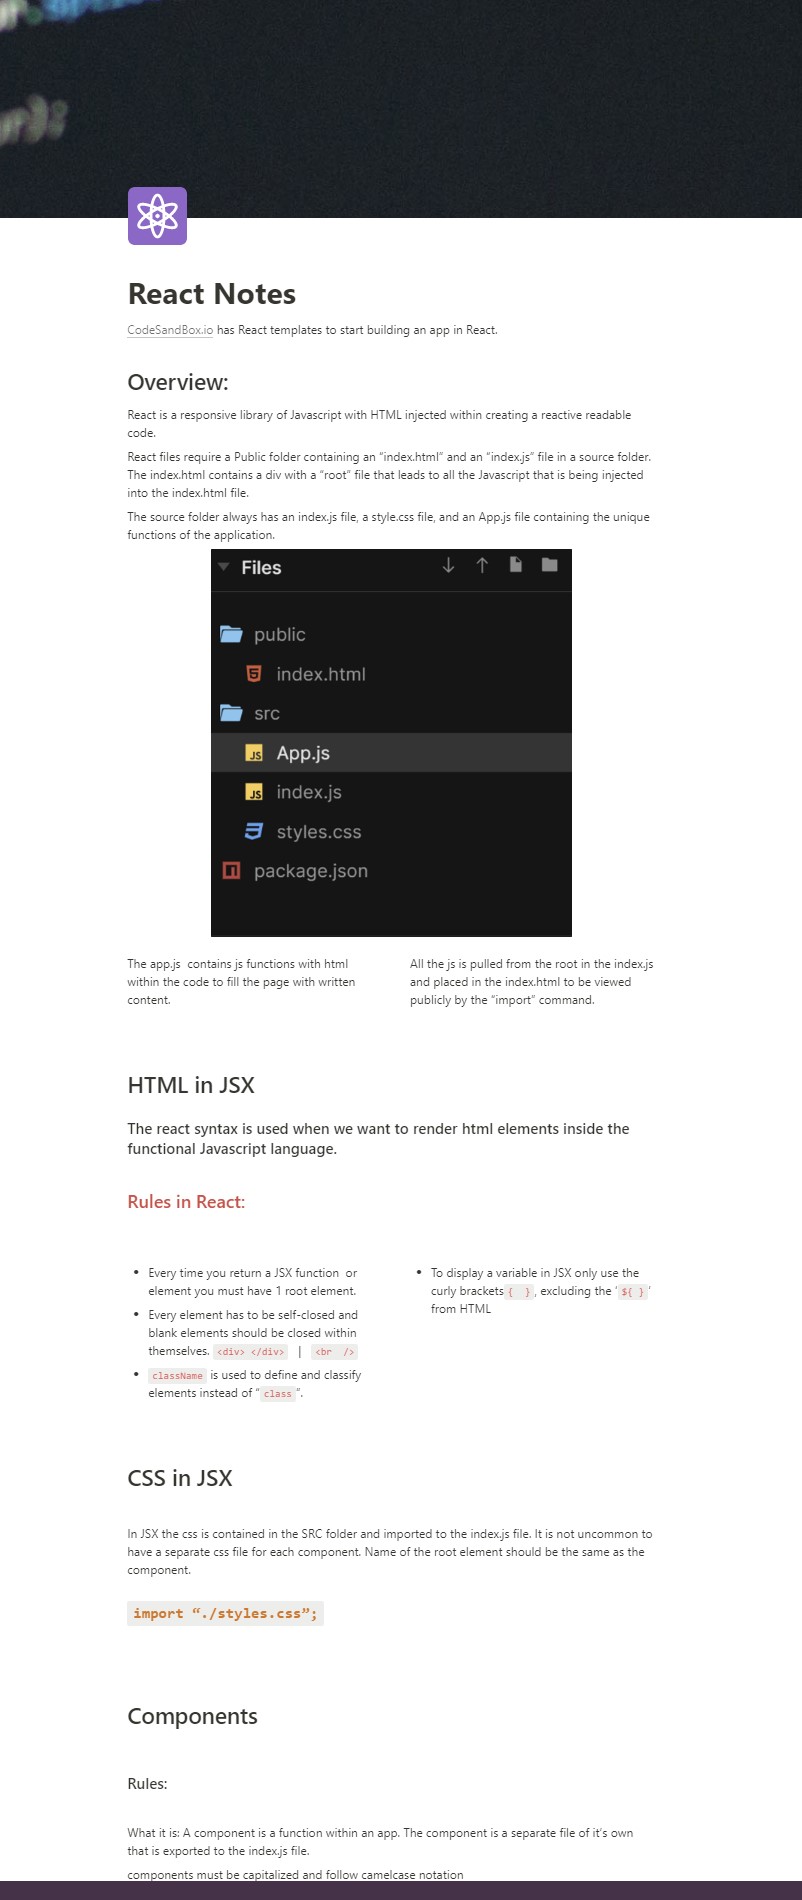 React Notes
CodeSandBox.io has React templates to start building an app in React.
Overview:
React is a responsive library of Javascript with HTML injected within creating a reactive readable
code.
React files require a Public folder containing an “index.html” and an “index.js” file in a source folder.
The index.html contains a div with a “root” file that leads to all the Javascript that is being injected
into the index.html file.
The source folder always has an index.js file, a style.css file, and an App.js file containing the unique
functions of the application.
Files
public
index.html
src
App.js
index.js
styles.css
package.json
The app.js  contains js functions with html
within the code to fill the page with written
content.
All the js is pulled from the root in the index.js
and placed in the index.html to be viewed
publicly by the “import” command.
HTML in JSX
The react syntax is used when we want to render html elements inside the
functional Javascript language.
Rules in React:
• Every time you return a JSX function  or
element you must have 1 root element.
• Every element has to be self-closed and
blank elements should be closed within
themselves. <div> </div>  |  <br  />
• className is used to define and classify
elements instead of “class”.
• To display a variable in JSX only use the
curly brackets{  }, excluding the ‘${ }’
from HTML
CSS in JSX
In JSX the css is contained in the SRC folder and imported to the index.js file. It is not uncommon to
have a separate css file for each component. Name of the root element should be the same as the
component.
import “./styles.css”;
Components
Rules:
What it is: A component is a function within an app. The component is a separate file of it's own
that is exported to the index.js file.
components must be capitalized and follow camelcase notation